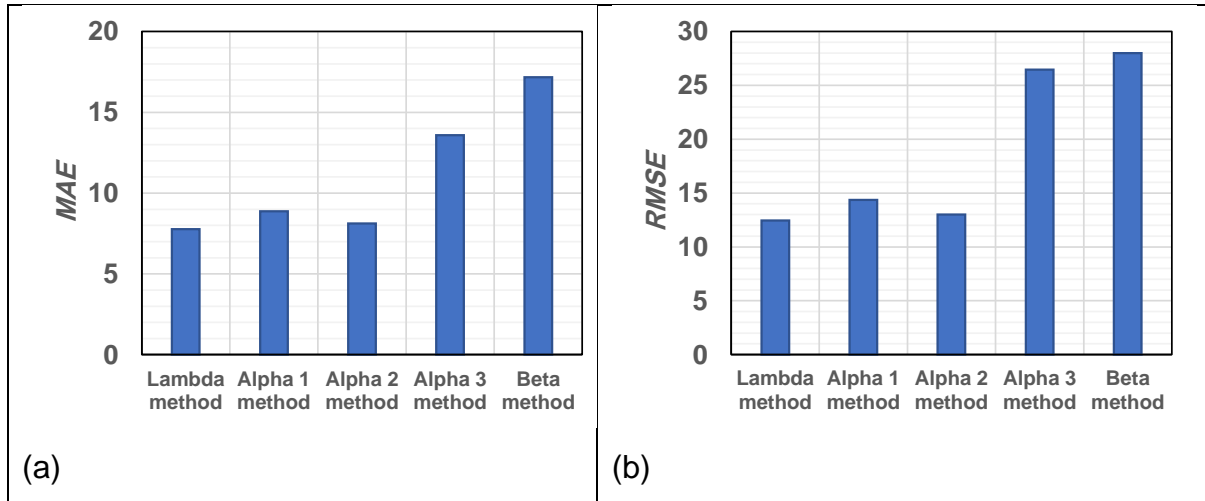 20
15
10
5
0
MAE
Lambda method
Alpha 1 method
Alpha 2 method
Alpha 3 method
Beta method
(a)
30
25
20
15
10
5
0
RMSE
Lambda method
Alpha 1 method
Alpha 2 method
Alpha 3 method
Beta method
(b)